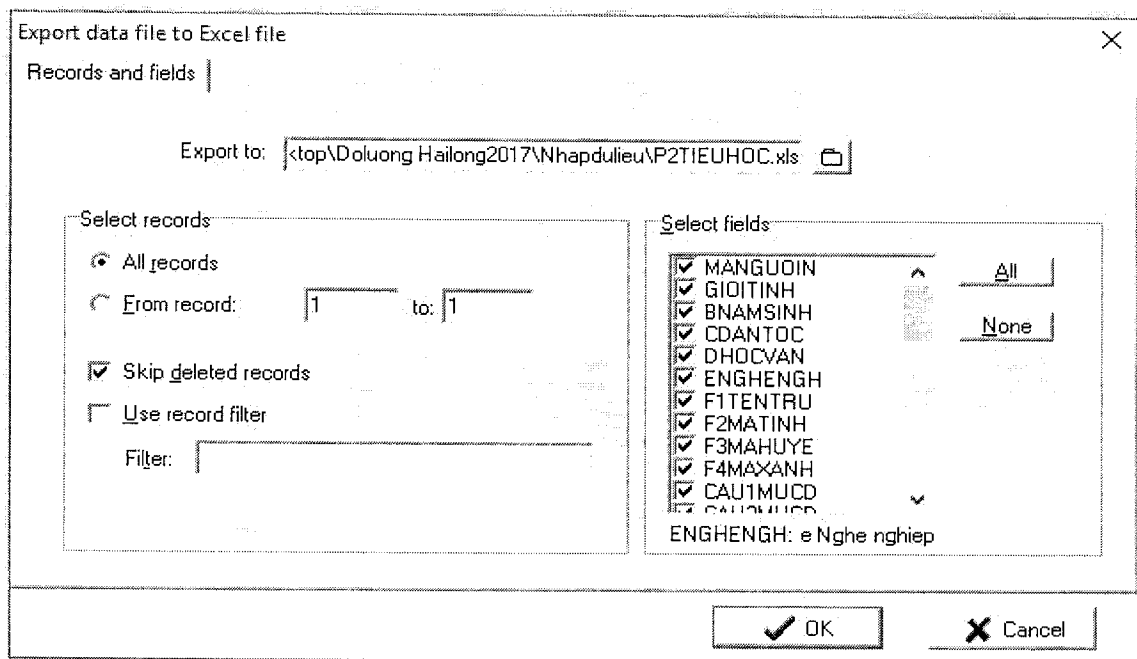 Export data file to Excel file
Records and fields
Export to: <top\Doluong Hailong2017\Nhapdulieu\P2TIEUHOC.xls
Select records
All records
From record: 1 to: 1
Skip deleted records
Use record filter
Filter:
Select fields
MANGUOIN
GIOITINH
BNAMSINH
CDANTOC
DHOCVAN
ENGHENGH
F1TENTRU
F2MATINH
F3MAHUYE
F4MAXANH
CAU1MUCD
ENGHENGH: e Nghe nghiep
All
None
OK
Cancel